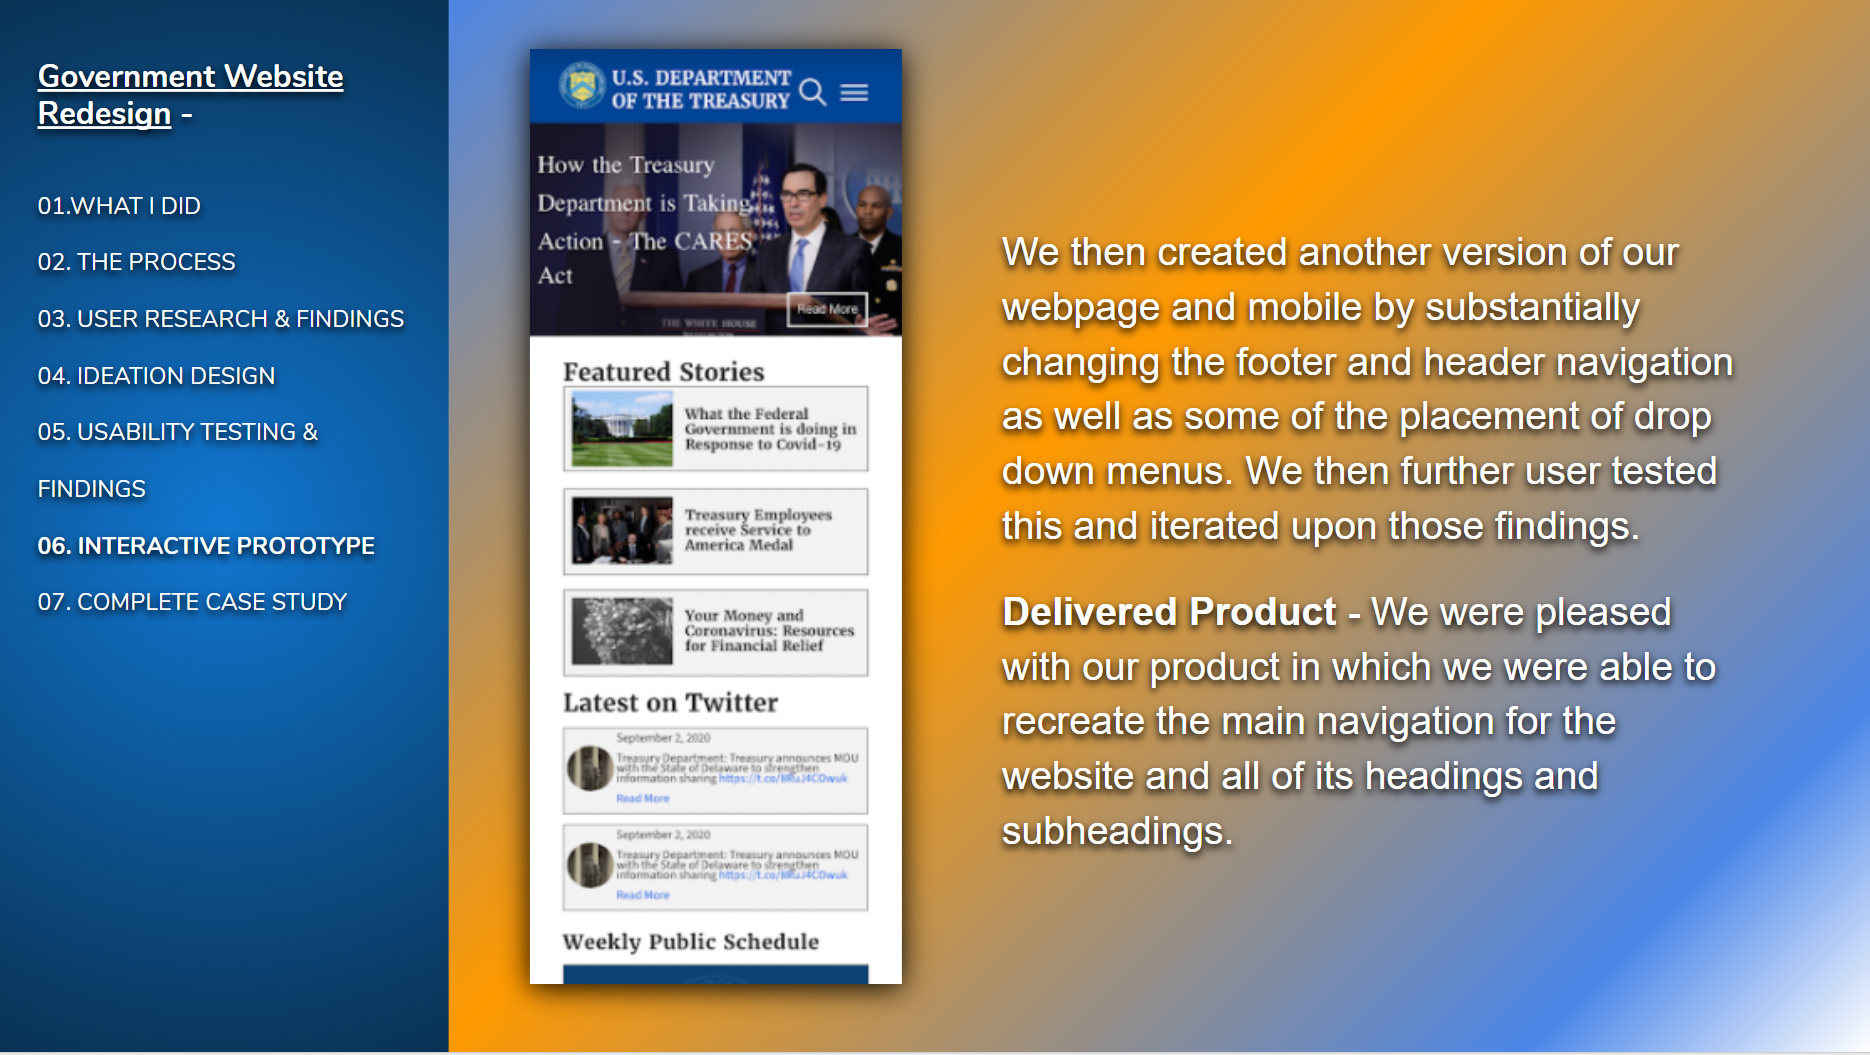 Government Website
Redesign -
01.WHAT I DID
02. THE PROCESS
03. USER RESEARCH & FINDINGS
04. IDEATION DESIGN
05. USABILITY TESTING &
FINDINGS
06. INTERACTIVE PROTOTYPE
07. COMPLETE CASE STUDY
U.S. DEPARTMENT
OF THE TREASURY
How the Treasury
Department is Taking
Action - The CARES
Act
Read More
THE WHITE HOUSE
Featured Stories
What the Federal
Government is doing in
Response to Covid-19
Treasury Employees
receive Service to
America Medal
Your Money and
Coronavirus: Resources
for Financial Relief
Latest on Twitter
September 2, 2020
Treasury Department: Treasury announces MOU
with the State of Delaware to strengthen
information sharing
Read More
September 2, 2020
Treasury Department: Treasury announces MOU
with the State of Delaware to strengthen
information sharing
Read More
Weekly Public Schedule
We then created another version of our
webpage and mobile by substantially
changing the footer and header navigation
as well as some of the placement of drop
down menus. We then further user tested
this and iterated upon those findings.
Delivered Product - We were pleased
with our product in which we were able to
recreate the main navigation for the
website and all of its headings and
subheadings.